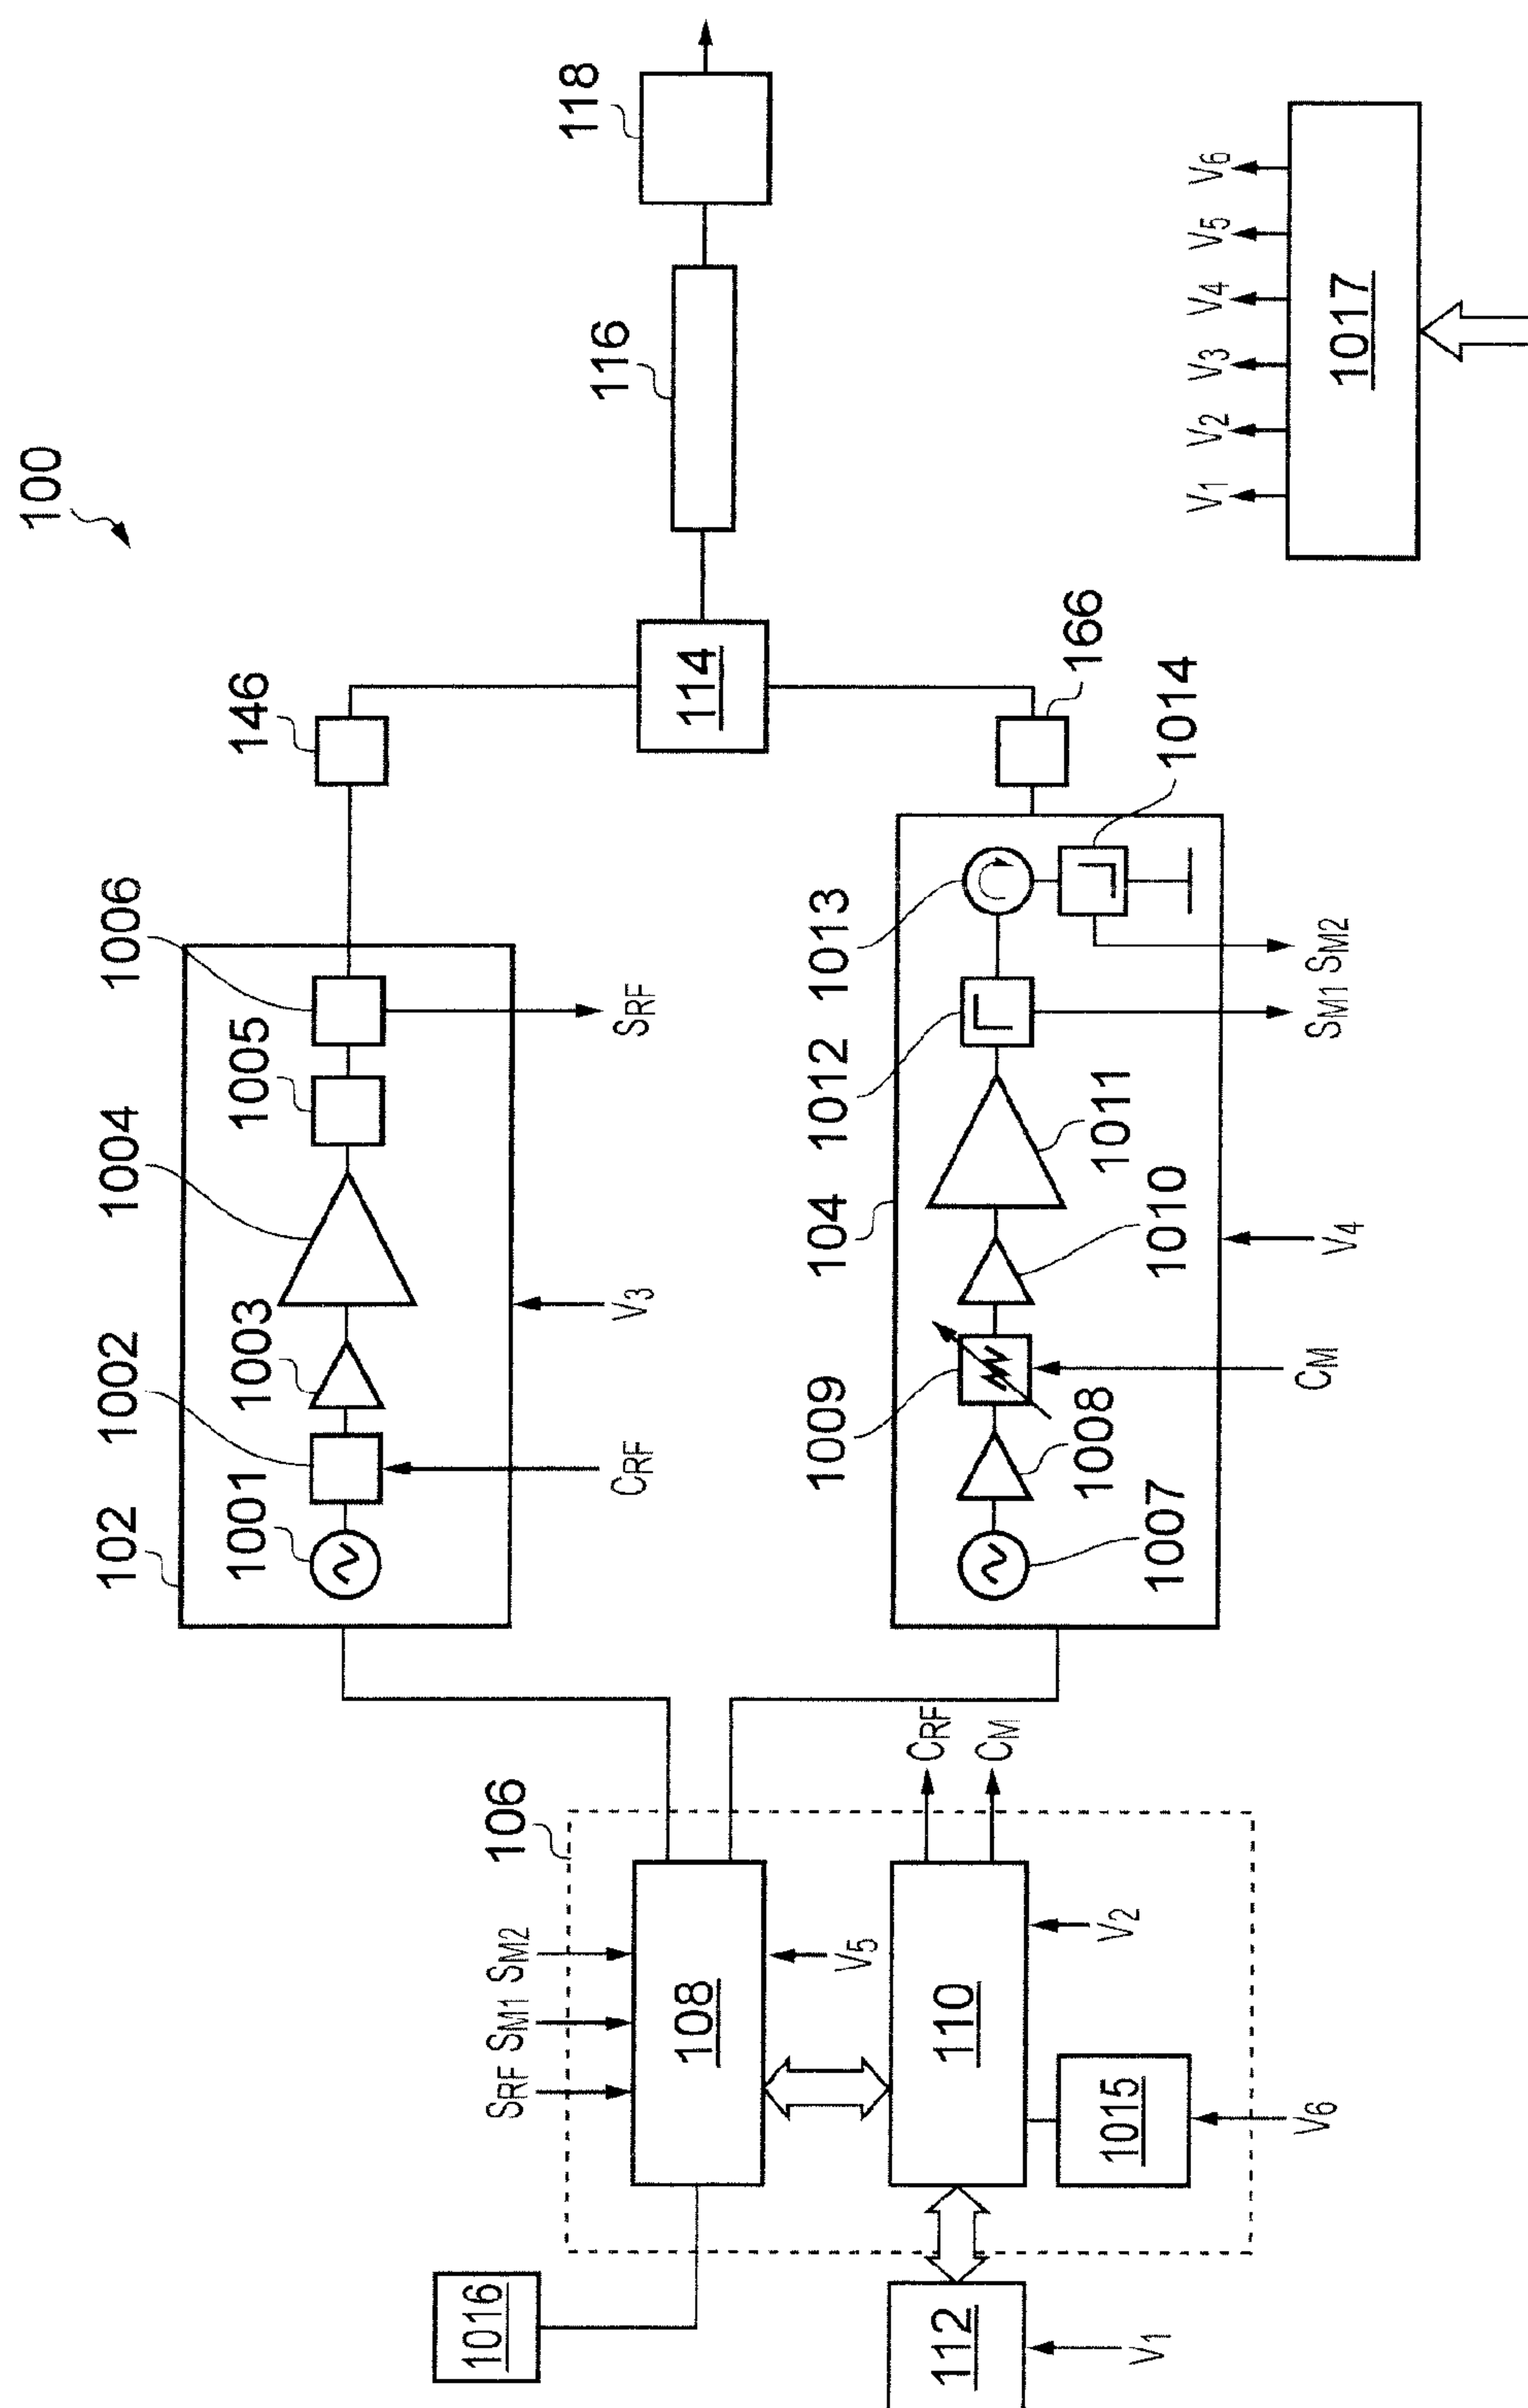 100
102
1001
1002
1003
1004
1005
1006
146
CRF
V3
SRF
118
116
114
106
SRF SM1 SM2
1016
108
V5
CRF
CM
112
V1
110
V2
1015
V6
104
1007
1008
1009
1010
1011
1012
1013
1014
166
CM
V4
SM1 SM2
V1 V2 V3 V4 V5 V6
1017